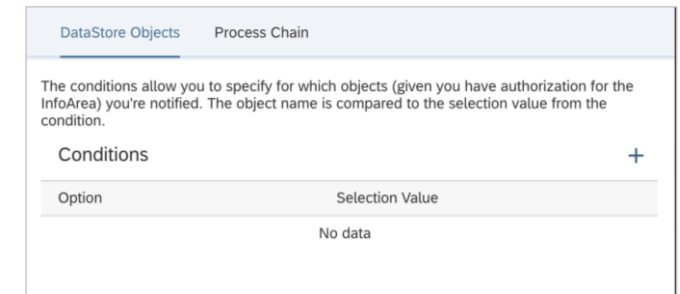 DataStore Objects Process Chain
The conditions allow you to specify for which objects (given you have authorization for the
InfoArea) you're notified. The object name is compared to the selection value from the
condition.
Conditions +
Option Selection Value
No data